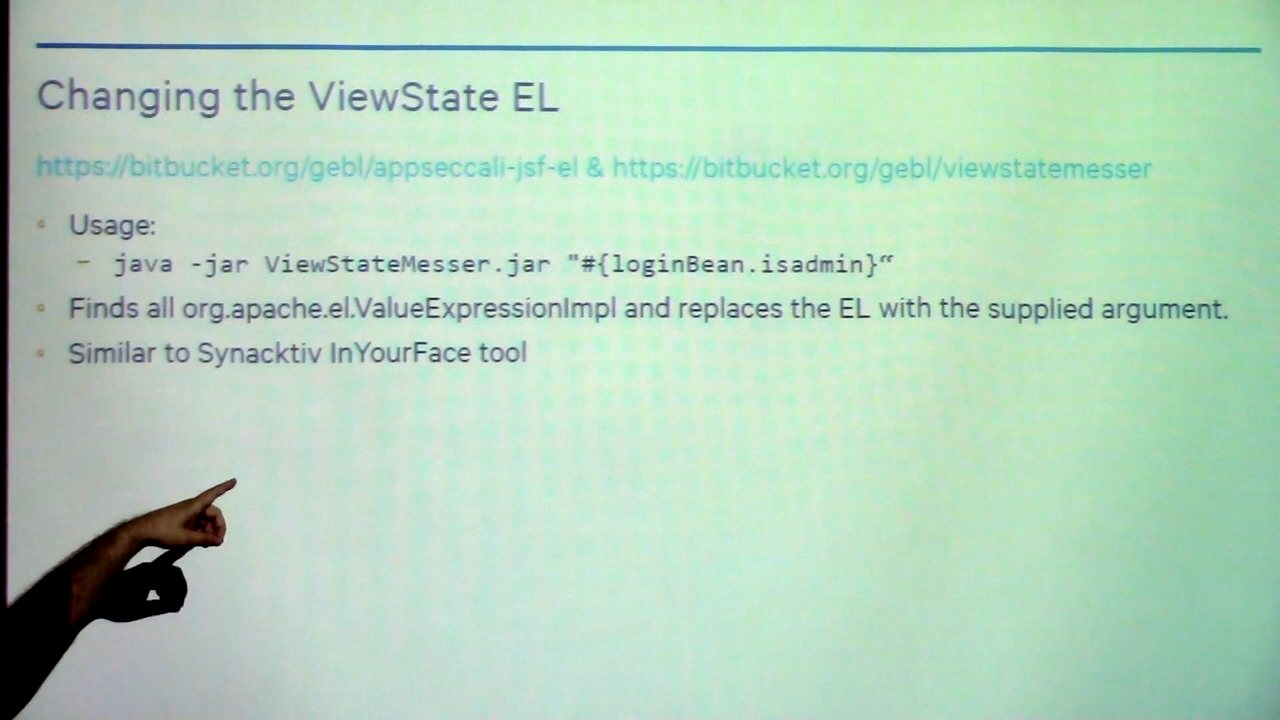 Changing the ViewState EL
https://bitbucket.org/gebl/appseccali-jsf-el & https://bitbucket.org/gebl/viewstatemesser
• Usage:
– java -jar ViewStateMesser.jar "#{loginBean.isadmin}“
• Finds all org.apache.el.ValueExpressionImpl and replaces the EL with the supplied argument.
• Similar to Synacktiv InYourFace tool